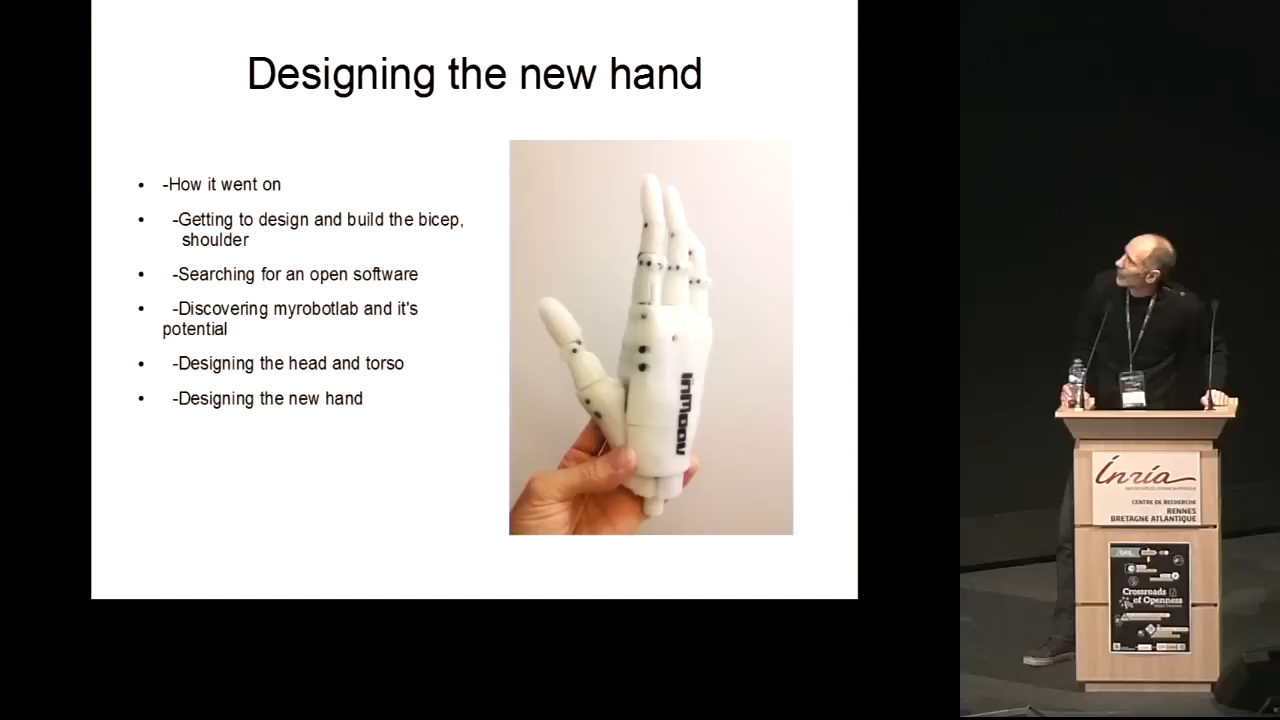 Designing the new hand
• -How it went on
• -Getting to design and build the bicep,
shoulder
• -Searching for an open software
• -Discovering myrobotlab and it's
potential
• -Designing the head and torso
• -Designing the new hand
InMoov
Inria
CENTRE DE RECHERCHE
RENNES
BRETAGNE ATLANTIQUE
Crossroads
of Openness